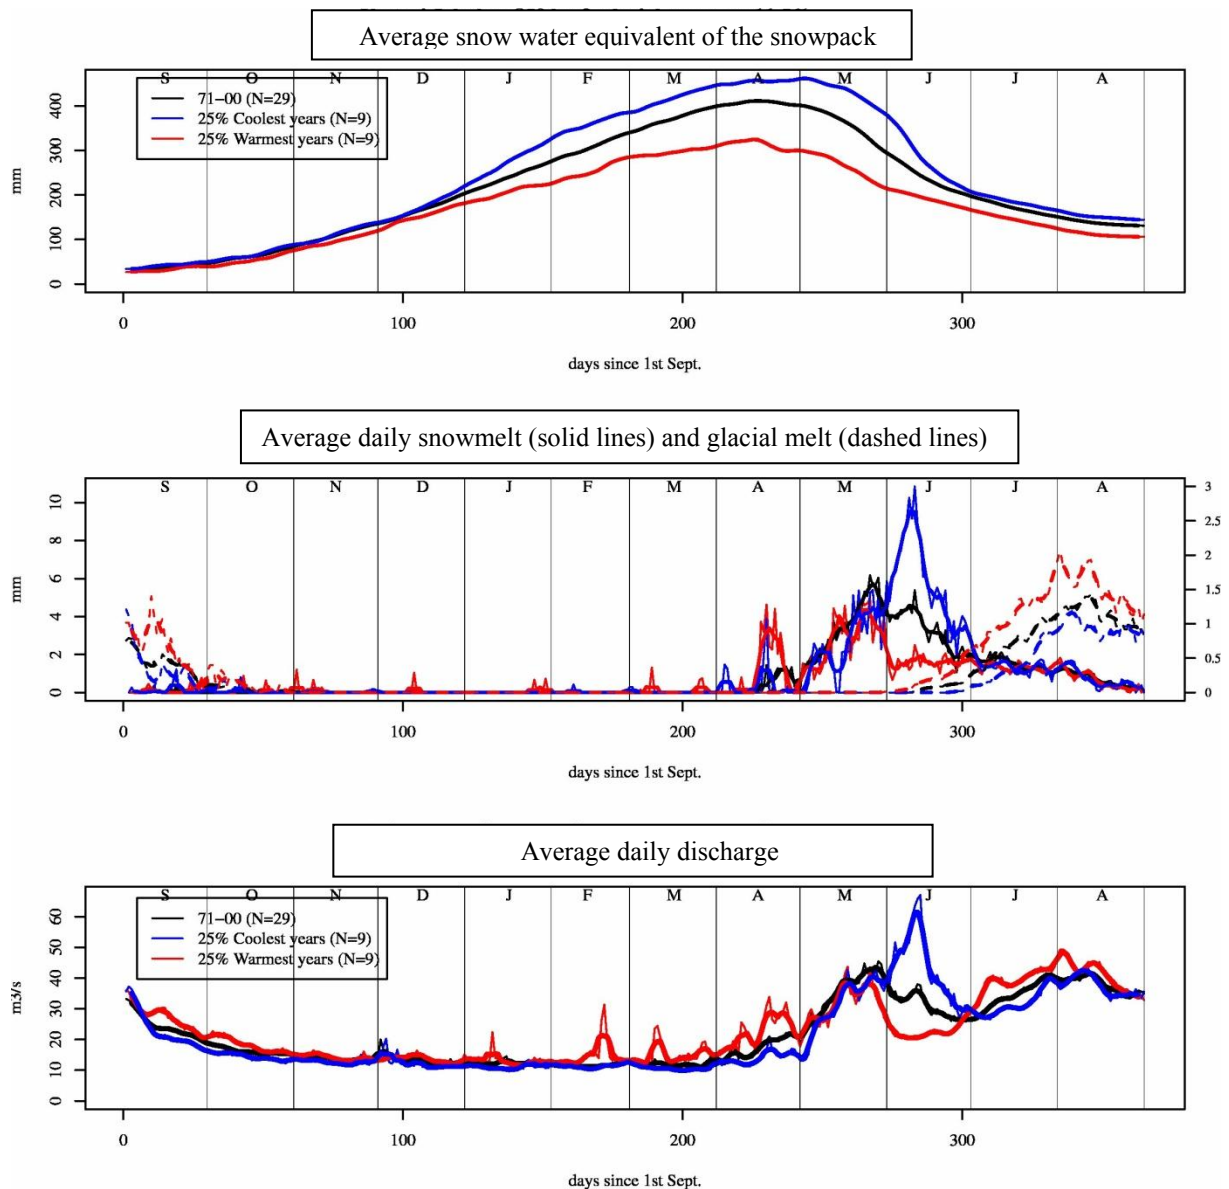 Average snow water equivalent of the snowpack
S O N D J F M A M J J A
71-00 (N=29)
25% Coolest years (N=9)
25% Warmest years (N=9)
mm
400
300
200
100
0
0 100 200 300
days since 1st Sept.
Average daily snowmelt (solid lines) and glacial melt (dashed lines)
S O N D J F M A M J J A
mm
10
8
6
4
2
0
3
2.5
2
1.5
1
0.5
0
0 100 200 300
days since 1st Sept.
Average daily discharge
S O N D J F M A M J J A
71-00 (N=29)
25% Coolest years (N=9)
25% Warmest years (N=9)
m3/s
60
50
40
30
20
10
0
0 100 200 300
days since 1st Sept.